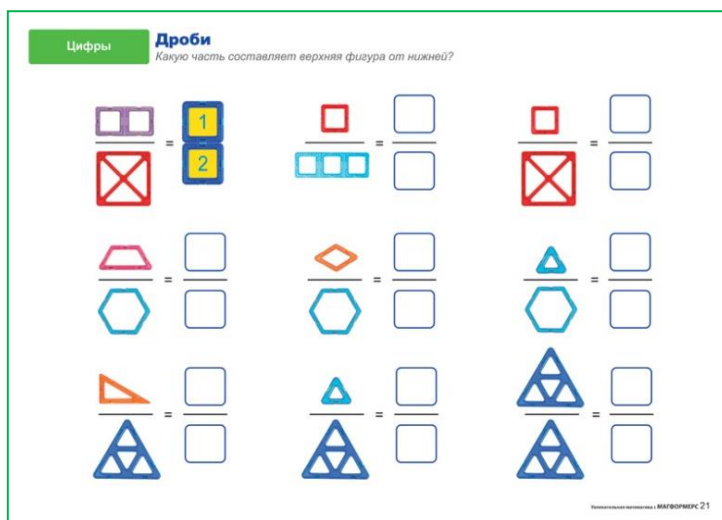 Цифры
Дроби
Какую часть составляет верхняя фигура от нижней?
=
1
2
=
=
=
=
=
=
=
=
Увлекательная математика с МАГФОРМЕРС 21